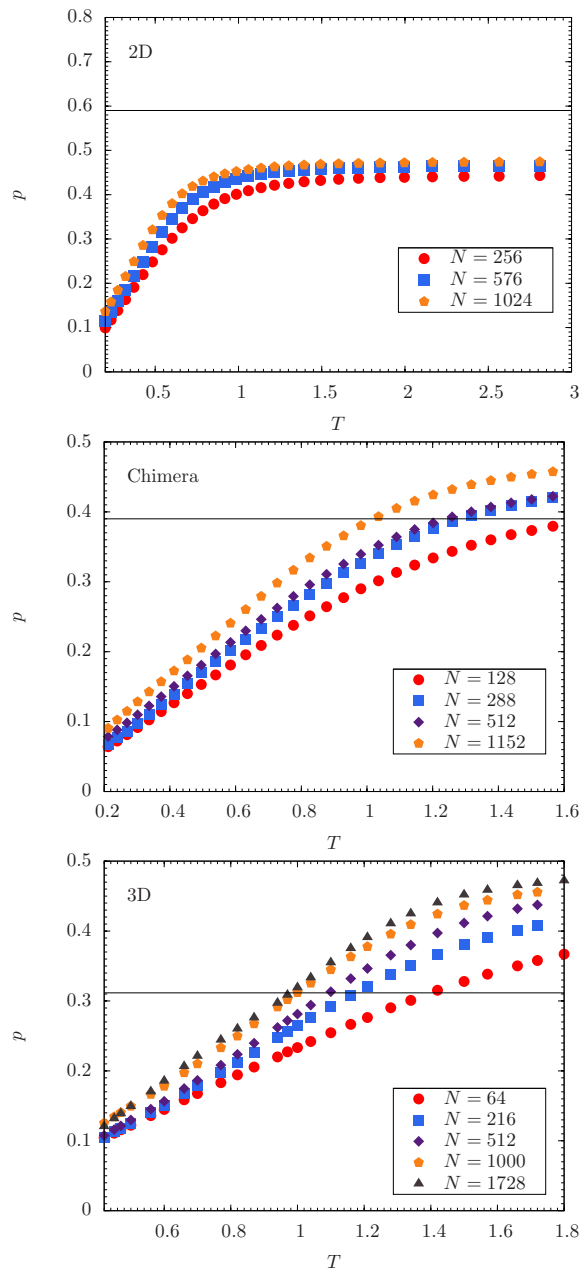 0.8
2D
0.7
0.6
0.5
p
0.4
0.3
N = 256
0.2
N = 576
0.1
N = 1024
0
0.5 1 1.5 2 2.5 3
T
0.5
Chimera
0.4
0.3
p
0.2
N = 128
N = 288
0.1
N = 512
N = 1152
0
0.2 0.4 0.6 0.8 1 1.2 1.4 1.6
T
0.5
3D
0.4
0.3
p
0.2
N = 64
N = 216
0.1
N = 512
N = 1000
N = 1728
0
0.6 0.8 1.0 1.2 1.4 1.6 1.8
T